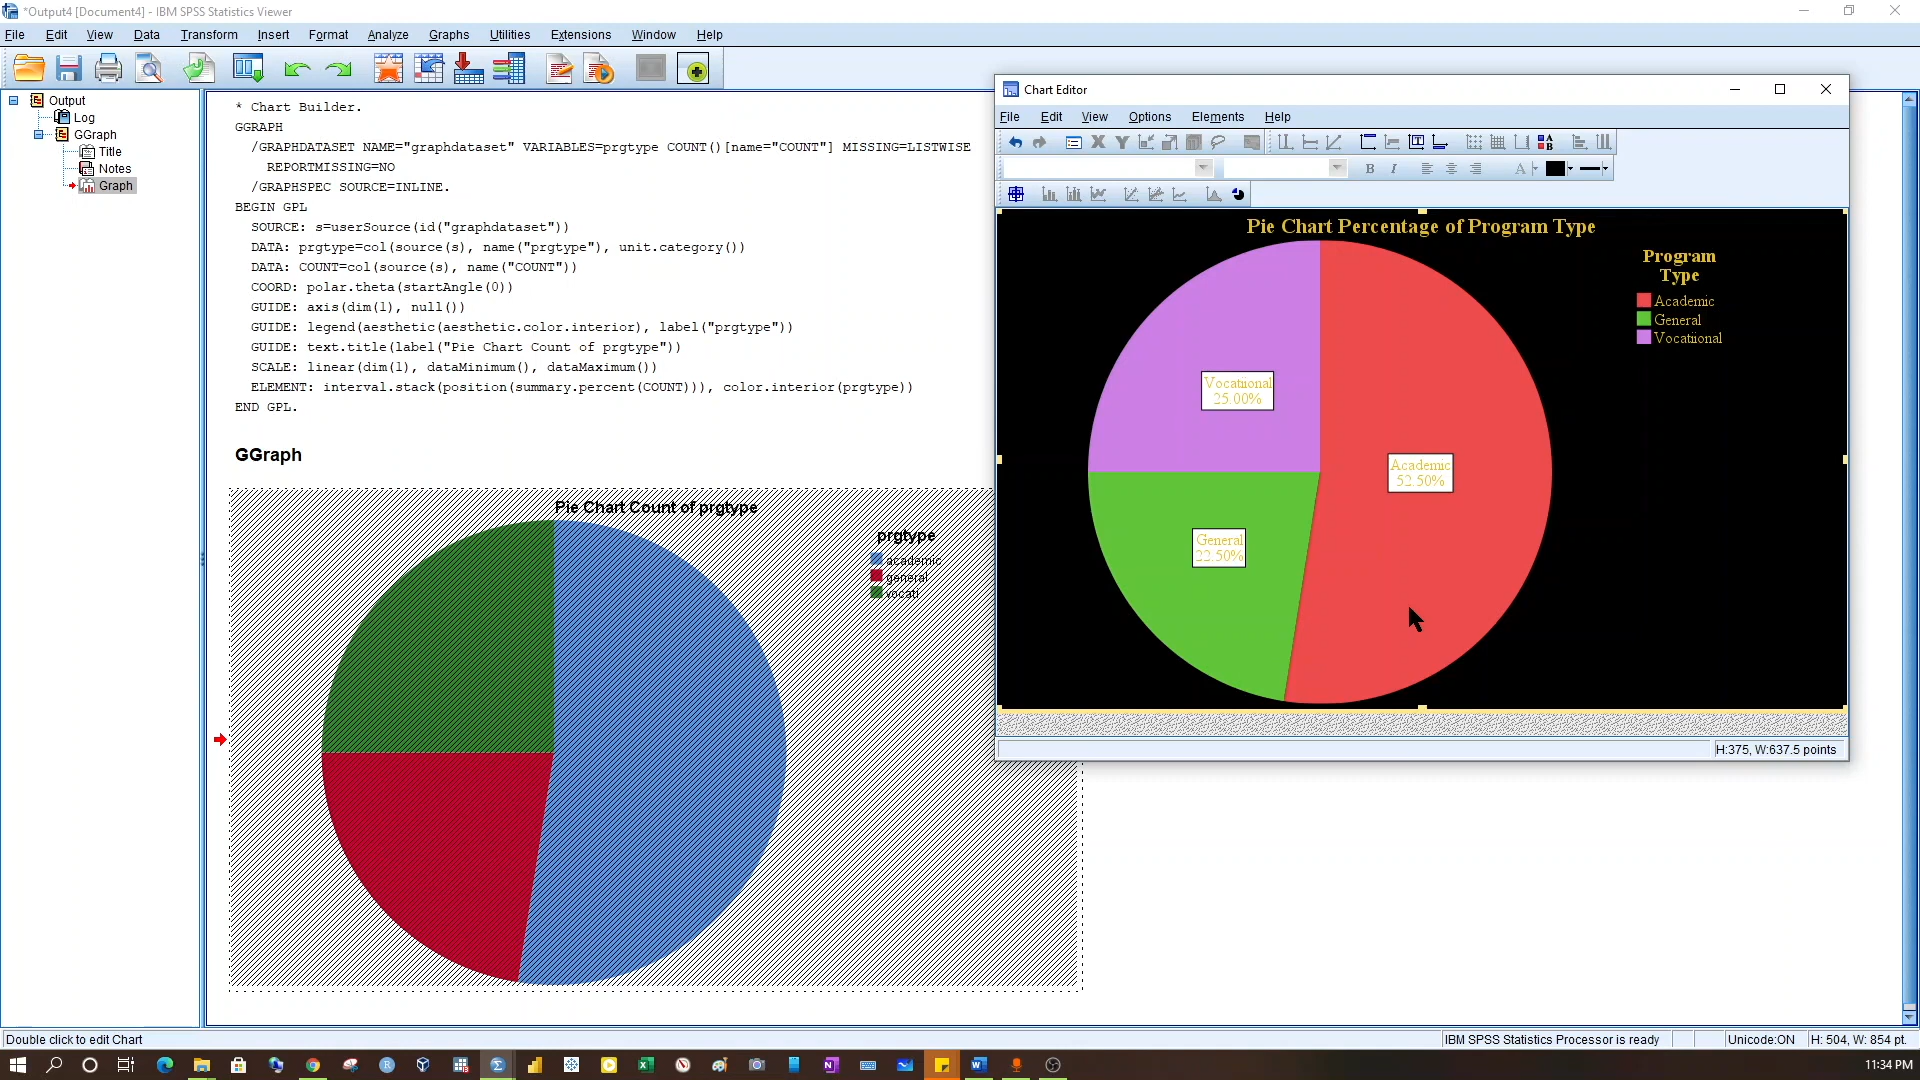 *Output4 [Document4] - IBM SPSS Statistics Viewer
File Edit View Data Transform Insert Format Analyze Graphs Utilities Extensions Window Help
Output
Log
GGraph
Title
Notes
Graph
* Chart Builder.
GGRAPH
/GRAPHDATASET NAME="graphdataset" VARIABLES=prgtype COUNT()[name="COUNT"] MISSING=LISTWISE
REPORTMISSING=NO
/GRAPHSPEC SOURCE=INLINE.
BEGIN GPL
SOURCE: s=userSource(id("graphdataset"))
DATA: prgtype=col(source(s), name("prgtype"), unit.category())
DATA: COUNT=col(source(s), name("COUNT"))
COORD: polar.theta(startAngle(0))
GUIDE: axis(dim(1), null())
GUIDE: legend(aesthetic(aesthetic.color.interior), label("prgtype"))
GUIDE: text.title(label("Pie Chart Count of prgtype"))
SCALE: linear(dim(1), dataMinimum(), dataMaximum())
ELEMENT: interval.stack(position(summary.percent(COUNT))), color.interior(prgtype))
END GPL.
GGraph
Pie Chart Count of prgtype
prgtype
academic
general
vocati
Chart Editor
File Edit View Options Elements Help
X Y
B I A
Pie Chart Percentage of Program Type
Program
Type
Academic
General
Vocatiional
Vocatiional
25.00%
Academic
52.50%
General
22.50%
H:375, W:637.5 points
Double click to edit Chart
IBM SPSS Statistics Processor is ready
Unicode:ON
H: 504, W: 854 pt.
11:34 PM